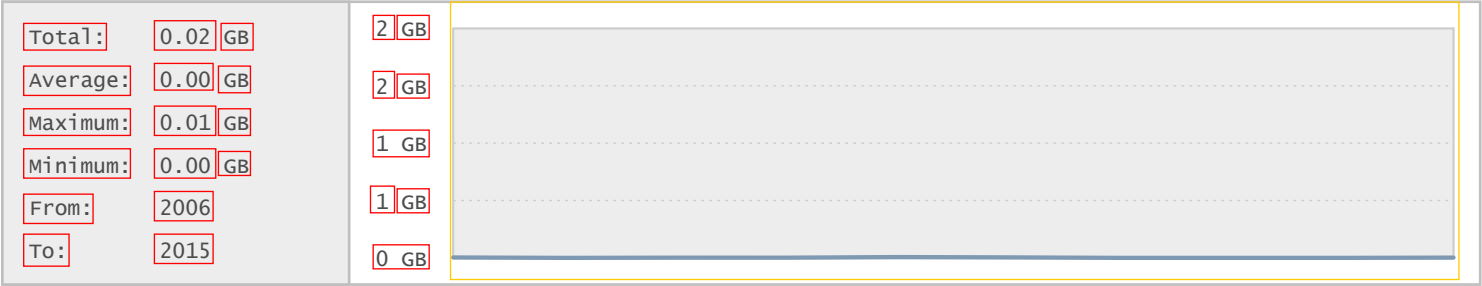 Total: 0.02 GB
Average: 0.00 GB
Maximum: 0.01 GB
Minimum: 0.00 GB
From: 2006
To: 2015
2 GB
2 GB
1 GB
1 GB
0 GB